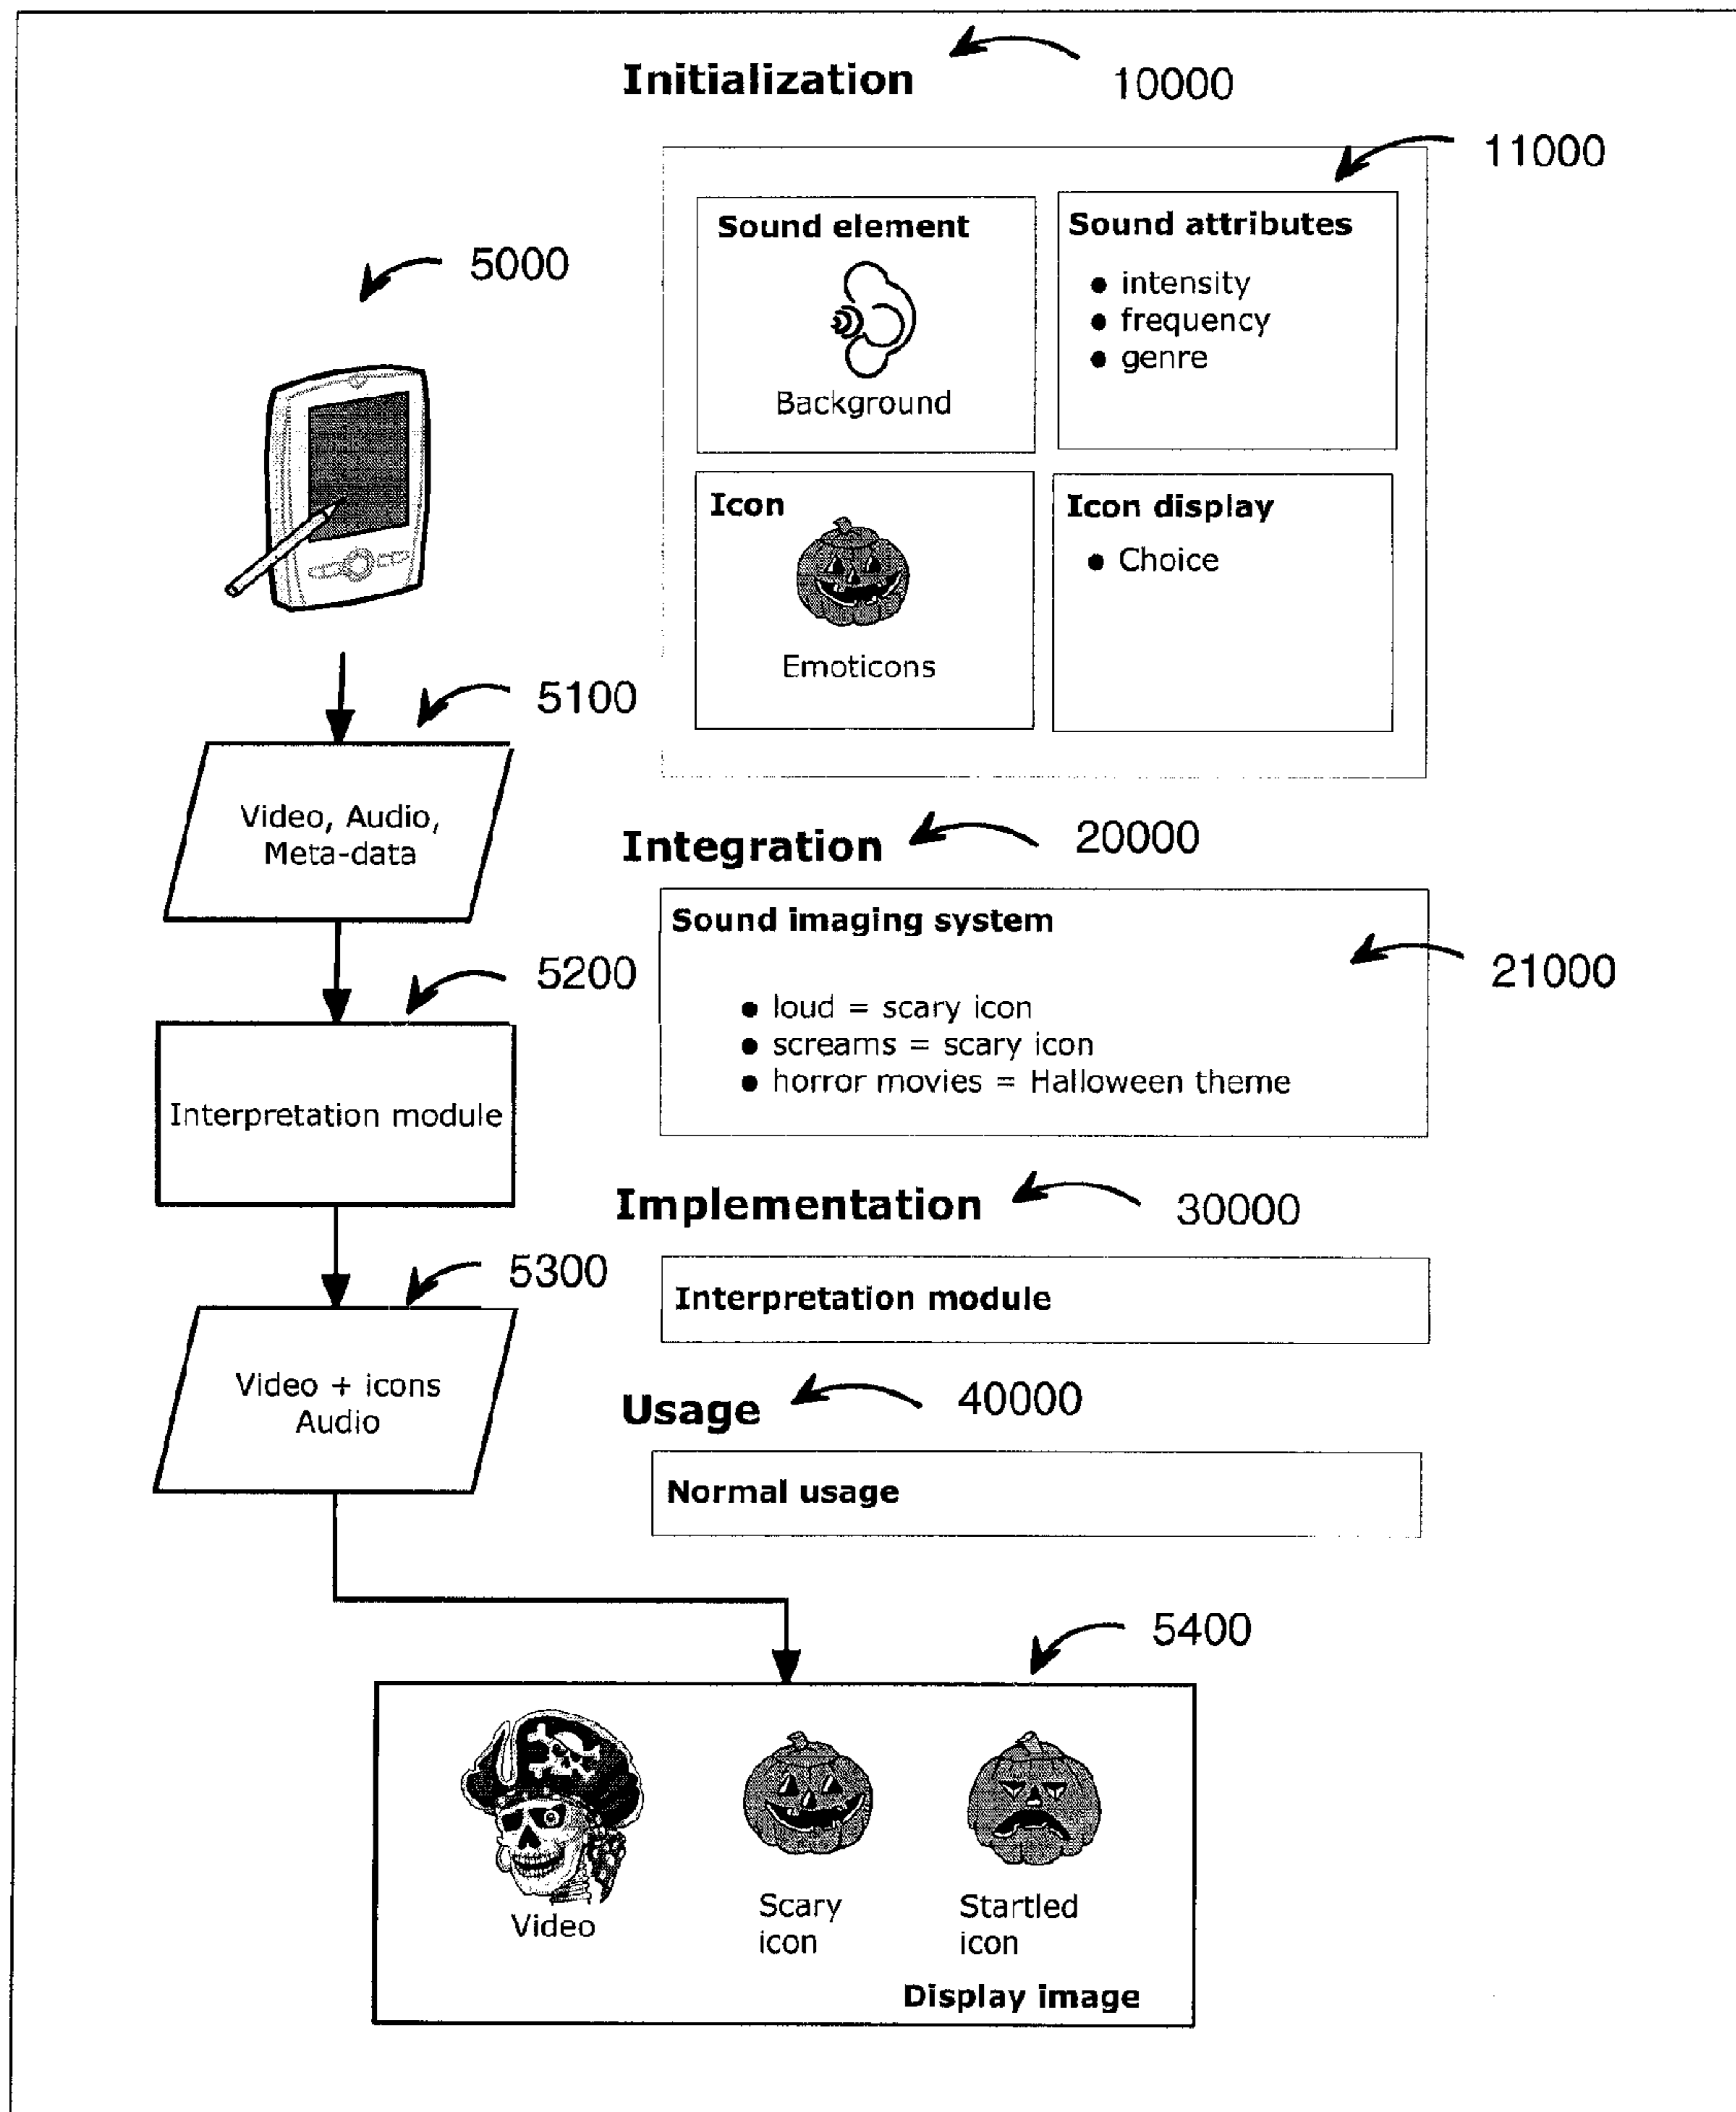 Initialization
10000
11000
Sound element
Background
Sound attributes
● intensity
● frequency
● genre
Icon
Emoticons
Icon display
● Choice
5000
5100
Video, Audio,
Meta-data
5200
Interpretation module
5300
Video + icons
Audio
Integration
20000
Sound imaging system
21000
● loud = scary icon
● screams = scary icon
● horror movies = Halloween theme
Implementation
30000
Interpretation module
Usage
40000
Normal usage
5400
Video
Scary
icon
Startled
icon
Display image